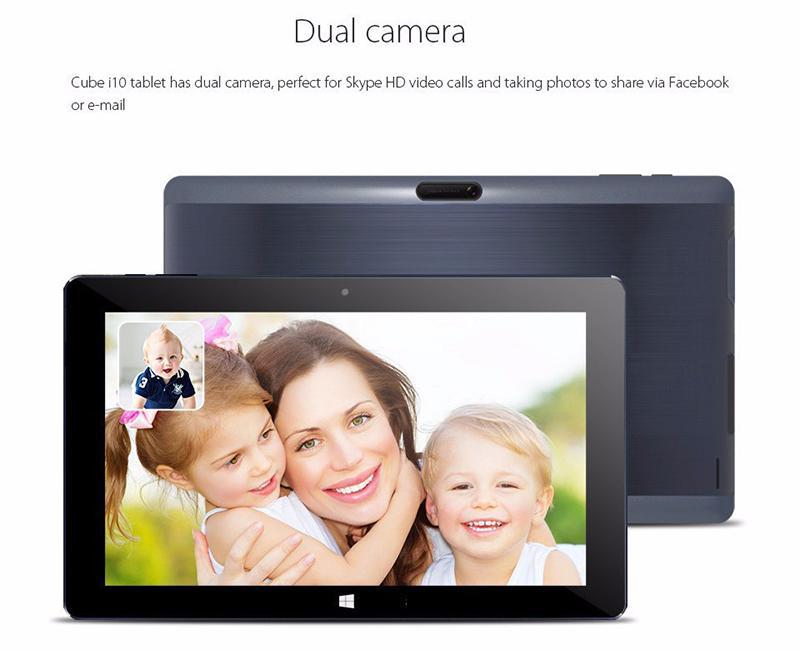 Dual camera
Cube i10 tablet has dual camera, perfect for Skype HD video calls and taking photos to share via Facebook
or e-mail
3